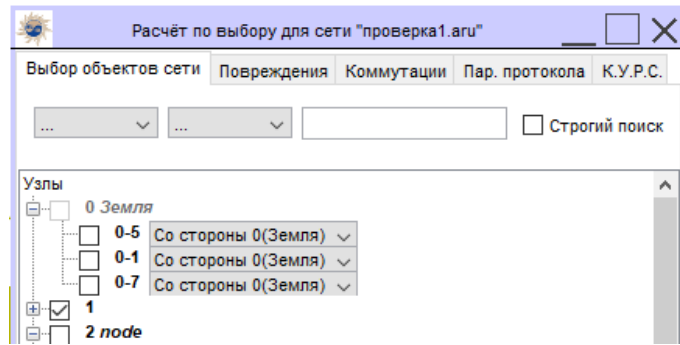 Расчёт по выбору для сети "проверка1.aru"
Выбор объектов сети Повреждения Коммутации Пар. протокола К.У.Р.С.
... ... Строгий поиск
Узлы
0 Земля
0-5 Со стороны 0(Земля)
0-1 Со стороны 0(Земля)
0-7 Со стороны 0(Земля)
1
2 node